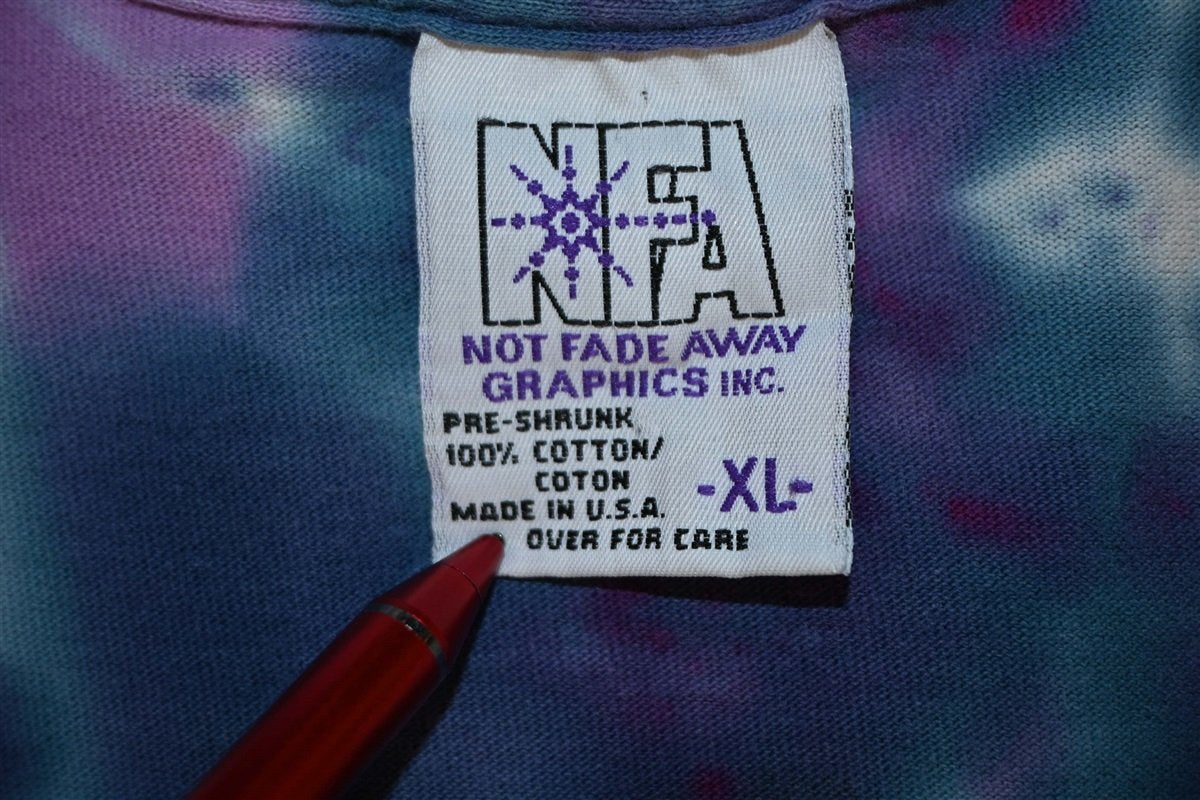 NFA
NOT FADE AWAY
GRAPHICS INC.
PRE-SHRUNK
100% COTTON/
COTON
-XL-
MADE IN U.S.A.
OVER FOR CARE